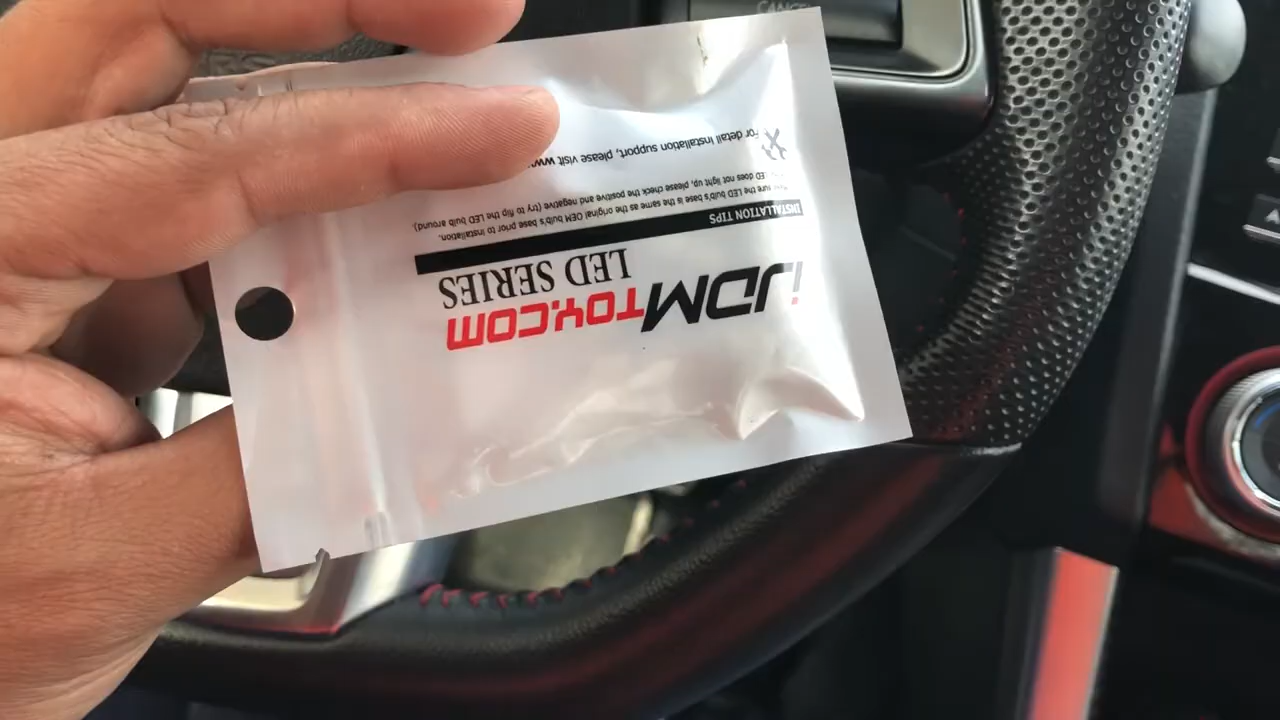 iJDMTOY.COM
LED SERIES
INSTALLATION TIPS
sure the LED bulb's base is the same as the original OEM bulb's base prior to installation.
LED does not light up, please check the positive and negative (try to flip the LED bulb around)
For detail installation support, please visit www
CANCEL